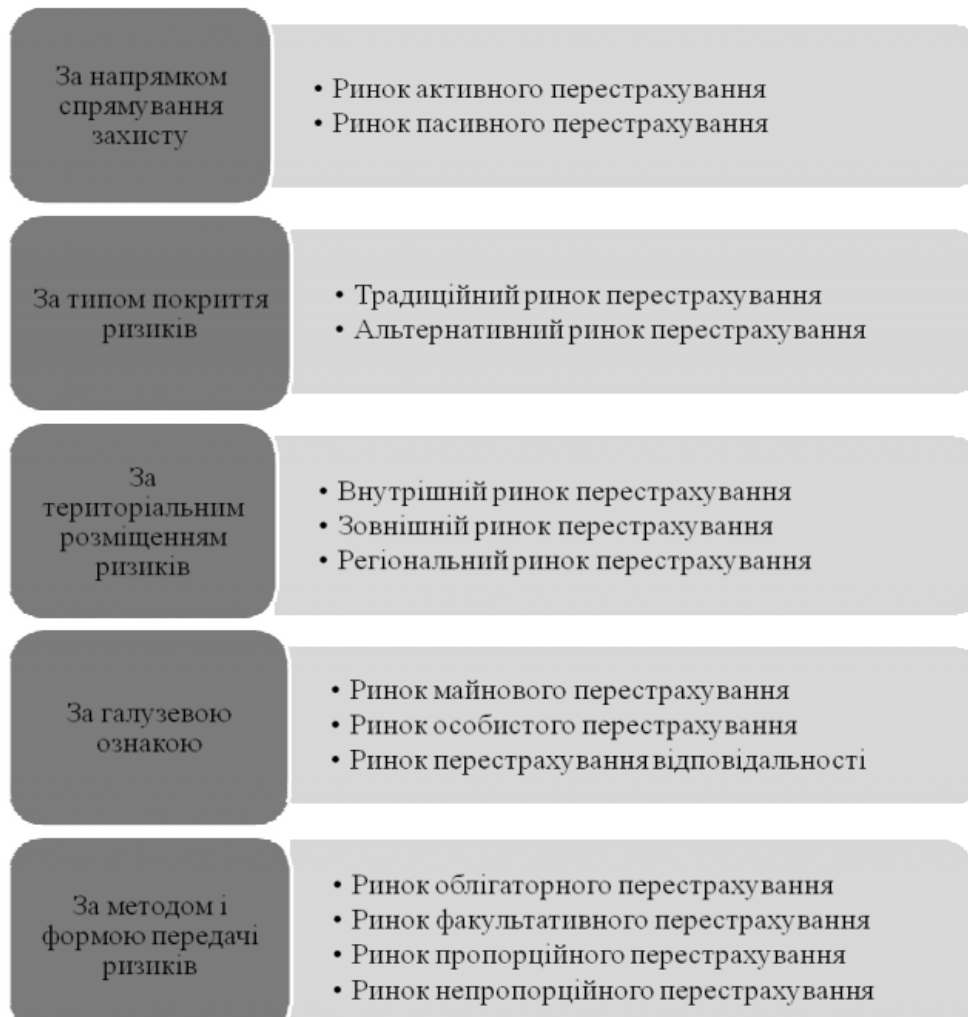 За напрямком
спрямування
захисту
• Ринок активного перестрахування
• Ринок пасивного перестрахування
За типом покриття
ризиків
• Традиційний ринок перестрахування
• Альтернативний ринок перестрахування
За
територіальним
розміщенням
ризиків
• Внутрішній ринок перестрахування
• Зовнішній ринок перестрахування
• Регіональний ринок перестрахування
За галузевою
ознакою
• Ринок майнового перестрахування
• Ринок особистого перестрахування
• Ринок перестрахування відповідальності
За методом і
формою передачі
ризиків
• Ринок облігаторного перестрахування
• Ринок факультативного перестрахування
• Ринок пропорційного перестрахування
• Ринок непропорційного перестрахування